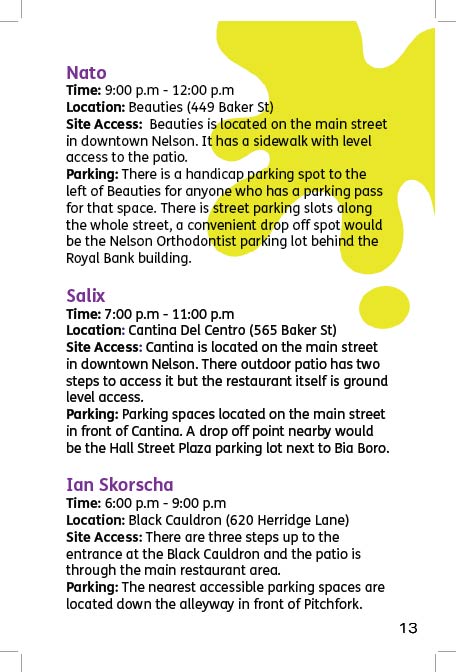 Nato
Time: 9:00 p.m - 12:00 p.m
Location: Beauties (449 Baker St)
Site Access:  Beauties is located on the main street
in downtown Nelson. It has a sidewalk with level
access to the patio.
Parking: There is a handicap parking spot to the
left of Beauties for anyone who has a parking pass
for that space. There is street parking slots along
the whole street, a convenient drop off spot would
be the Nelson Orthodontist parking lot behind the
Royal Bank building.
Salix
Time: 7:00 p.m - 11:00 p.m
Location: Cantina Del Centro (565 Baker St)
Site Access: Cantina is located on the main street
in downtown Nelson. There outdoor patio has two
steps to access it but the restaurant itself is ground
level access.
Parking: Parking spaces located on the main street
in front of Cantina. A drop off point nearby would
be the Hall Street Plaza parking lot next to Bia Boro.
Ian Skorscha
Time: 6:00 p.m - 9:00 p.m
Location: Black Cauldron (620 Herridge Lane)
Site Access: There are three steps up to the
entrance at the Black Cauldron and the patio is
through the main restaurant area.
Parking: The nearest accessible parking spaces are
located down the alleyway in front of Pitchfork.
13